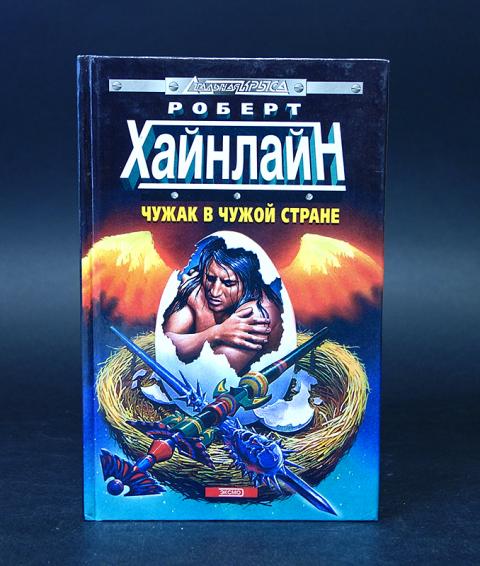 СТАЛЬНАЯ КРЫСА
РОБЕРТ
ХАЙНЛАЙН
ЧУЖАК В ЧУЖОЙ СТРАНЕ
ЭКСМО